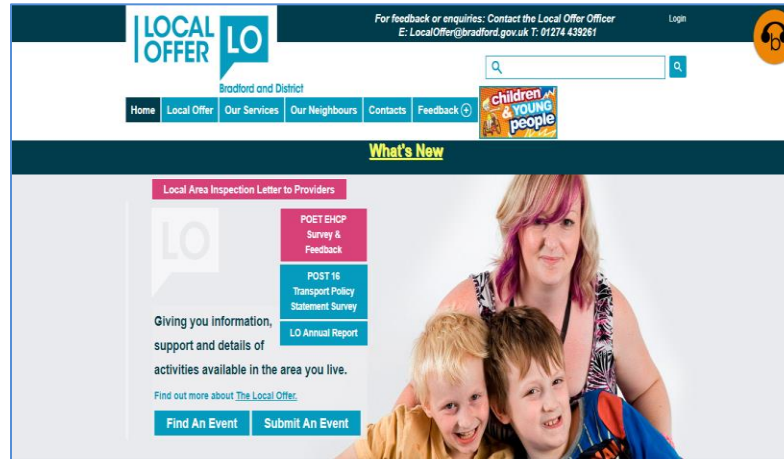 LOCAL
OFFER
LO
Bradford and District
For feedback or enquiries: Contact the Local Offer Officer
E: LocalOffer@bradford.gov.uk T: 01274 439261
Login
b
Home
Local Offer
Our Services
Our Neighbours
Contacts
Feedback
children
& YOUNG
people
What's New
Local Area Inspection Letter to Providers
LO
POET EHCP
Survey &
Feedback
POST 16
Transport Policy
Statement Survey
LO Annual Report
Giving you information,
support and details of
activities available in the area you live.
Find out more about The Local Offer.
Find An Event
Submit An Event